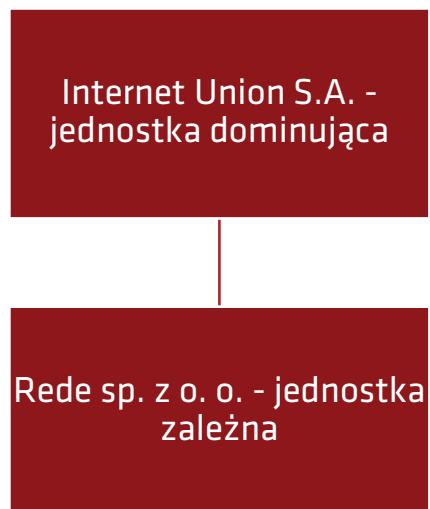 Internet Union S.A. -
jednostka dominująca
Rede sp. z o. o. - jednostka
zależna